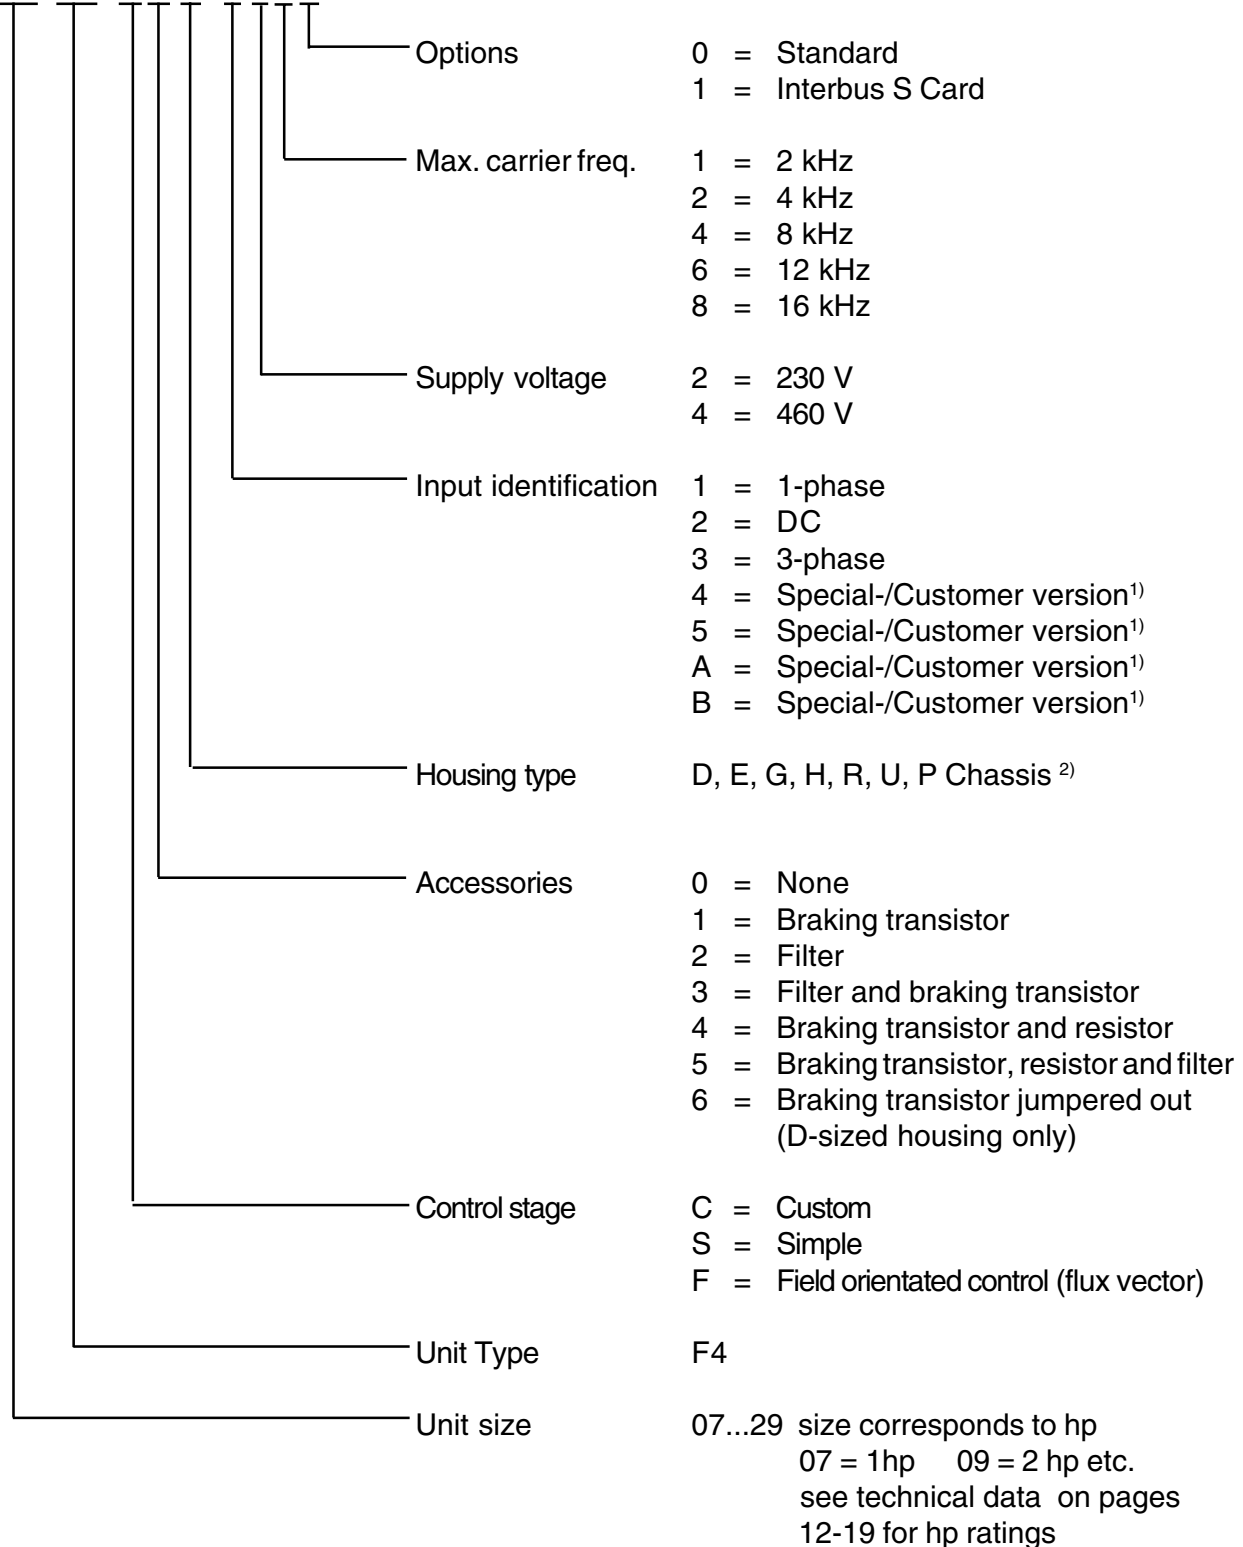 Options 0 = Standard
1 = Interbus S Card
Max. carrier freq. 1 = 2 kHz
2 = 4 kHz
4 = 8 kHz
6 = 12 kHz
8 = 16 kHz
Supply voltage 2 = 230 V
4 = 460 V
Input identification 1 = 1-phase
2 = DC
3 = 3-phase
4 = Special-/Customer version1)
5 = Special-/Customer version1)
A = Special-/Customer version1)
B = Special-/Customer version1)
Housing type D, E, G, H, R, U, P Chassis 2)
Accessories 0 = None
1 = Braking transistor
2 = Filter
3 = Filter and braking transistor
4 = Braking transistor and resistor
5 = Braking transistor, resistor and filter
6 = Braking transistor jumpered out
(D-sized housing only)
Control stage C = Custom
S = Simple
F = Field orientated control (flux vector)
Unit Type F4
Unit size 07...29 size corresponds to hp
07 = 1hp 09 = 2 hp etc.
see technical data on pages
12-19 for hp ratings